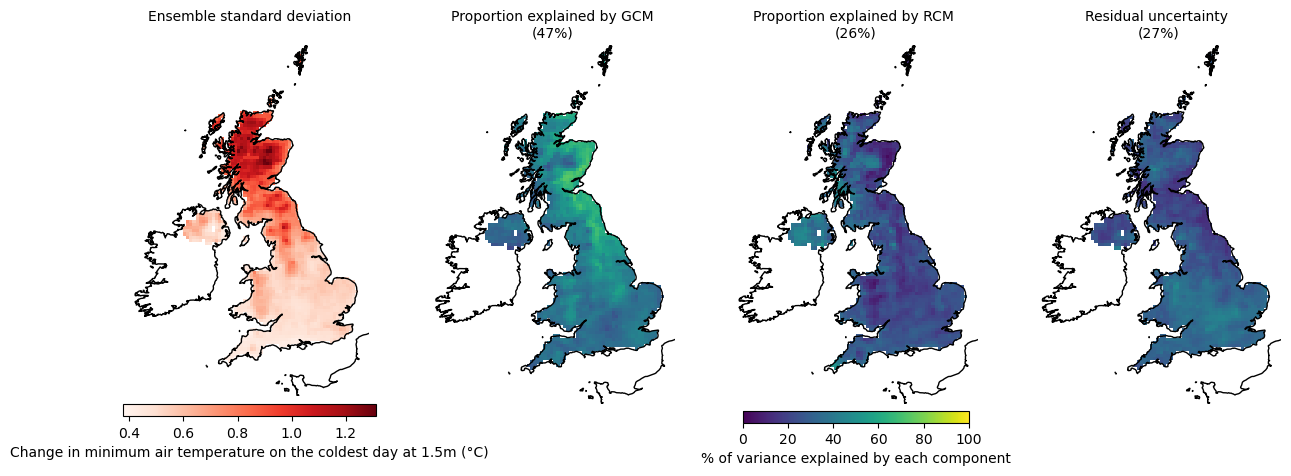 Ensemble standard deviation
Proportion explained by GCM
(47%)
Proportion explained by RCM
(26%)
Residual uncertainty
(27%)
0.4 0.6 0.8 1.0 1.2
Change in minimum air temperature on the coldest day at 1.5m (°C)
0 20 40 60 80 100
% of variance explained by each component